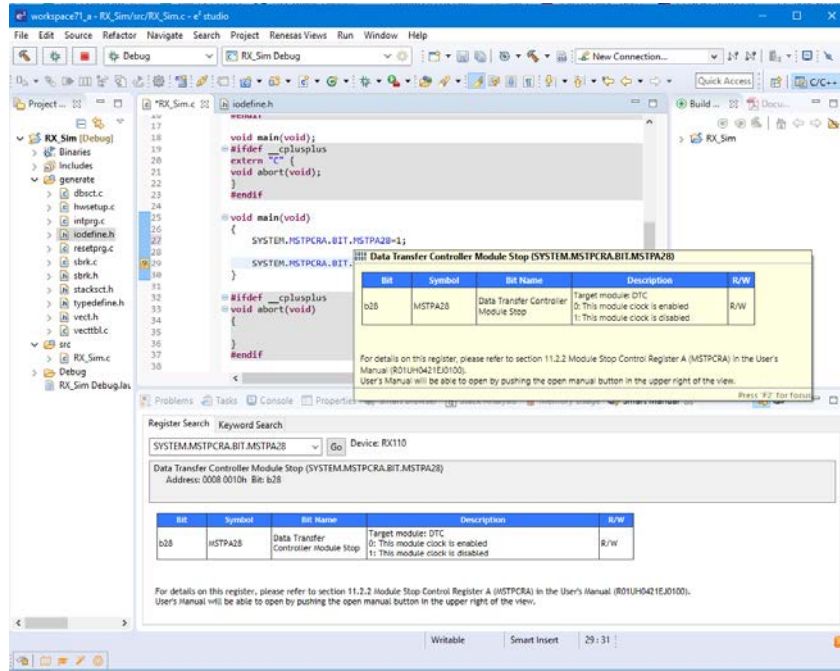 workspace71_a - RX_Sim/src/RX_Sim.c - e² studio
File Edit Source Refactor Navigate Search Project Renesas Views Run Window Help
Debug
RX_Sim Debug
New Connection...
Quick Access
C/C++
Project...
*RX_Sim.c
iodefine.h
Build...
Docu...
RX_Sim [Debug]
Binaries
Includes
generate
dbsct.c
hwsetup.c
intprg.c
iodefine.h
resetprg.c
sbrk.c
sbrk.h
stacksct.h
typedefine.h
vect.h
vecttbl.c
src
RX_Sim.c
Debug
RX_Sim Debug.lau
RX_Sim
17
18 void main(void);
19 #ifdef __cplusplus
20 extern "C" {
21 void abort(void);
22 }
23 #endif
24
25 void main(void)
26 {
27 SYSTEM.MSTPCRA.BIT.MSTPA28=1;
28
29 SYSTEM.MSTPCRA.BIT.
30 }
31
32 #ifdef __cplusplus
33 void abort(void)
34 {
35
36 }
37 #endif
38
Data Transfer Controller Module Stop (SYSTEM.MSTPCRA.BIT.MSTPA28)
Bit Symbol Bit Name Description R/W
b28 MSTPA28 Data Transfer Controller Module Stop Target module: DTC R/W
0: This module clock is enabled
1: This module clock is disabled
For details on this register, please refer to section 11.2.2 Module Stop Control Register A (MSTPCRA) in the User's
Manual (R01UH0421EJ0100).
User's Manual will be able to open by pushing the open manual button in the upper right of the view.
Press 'F2' for focus
Problems Tasks Console Properties
Register Search Keyword Search
SYSTEM.MSTPCRA.BIT.MSTPA28 Go Device: RX110
Data Transfer Controller Module Stop (SYSTEM.MSTPCRA.BIT.MSTPA28)
Address: 0008 0010h Bit: b28
Bit Symbol Bit Name Description R/W
b28 MSTPA28 Data Transfer Controller Module Stop Target module: DTC R/W
0: This module clock is enabled
1: This module clock is disabled
For details on this register, please refer to section 11.2.2 Module Stop Control Register A (MSTPCRA) in the User's Manual (R01UH0421EJ0100).
User's Manual will be able to open by pushing the open manual button in the upper right of the view.
Writable Smart Insert 29 : 31